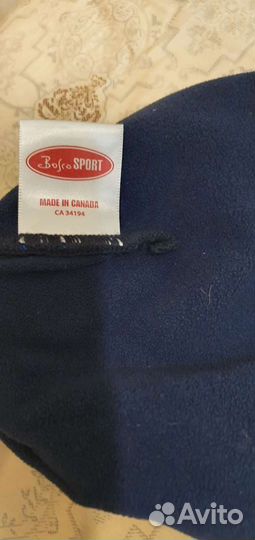 Bosco SPORT
MADE IN CANADA
CA 34194
Avito